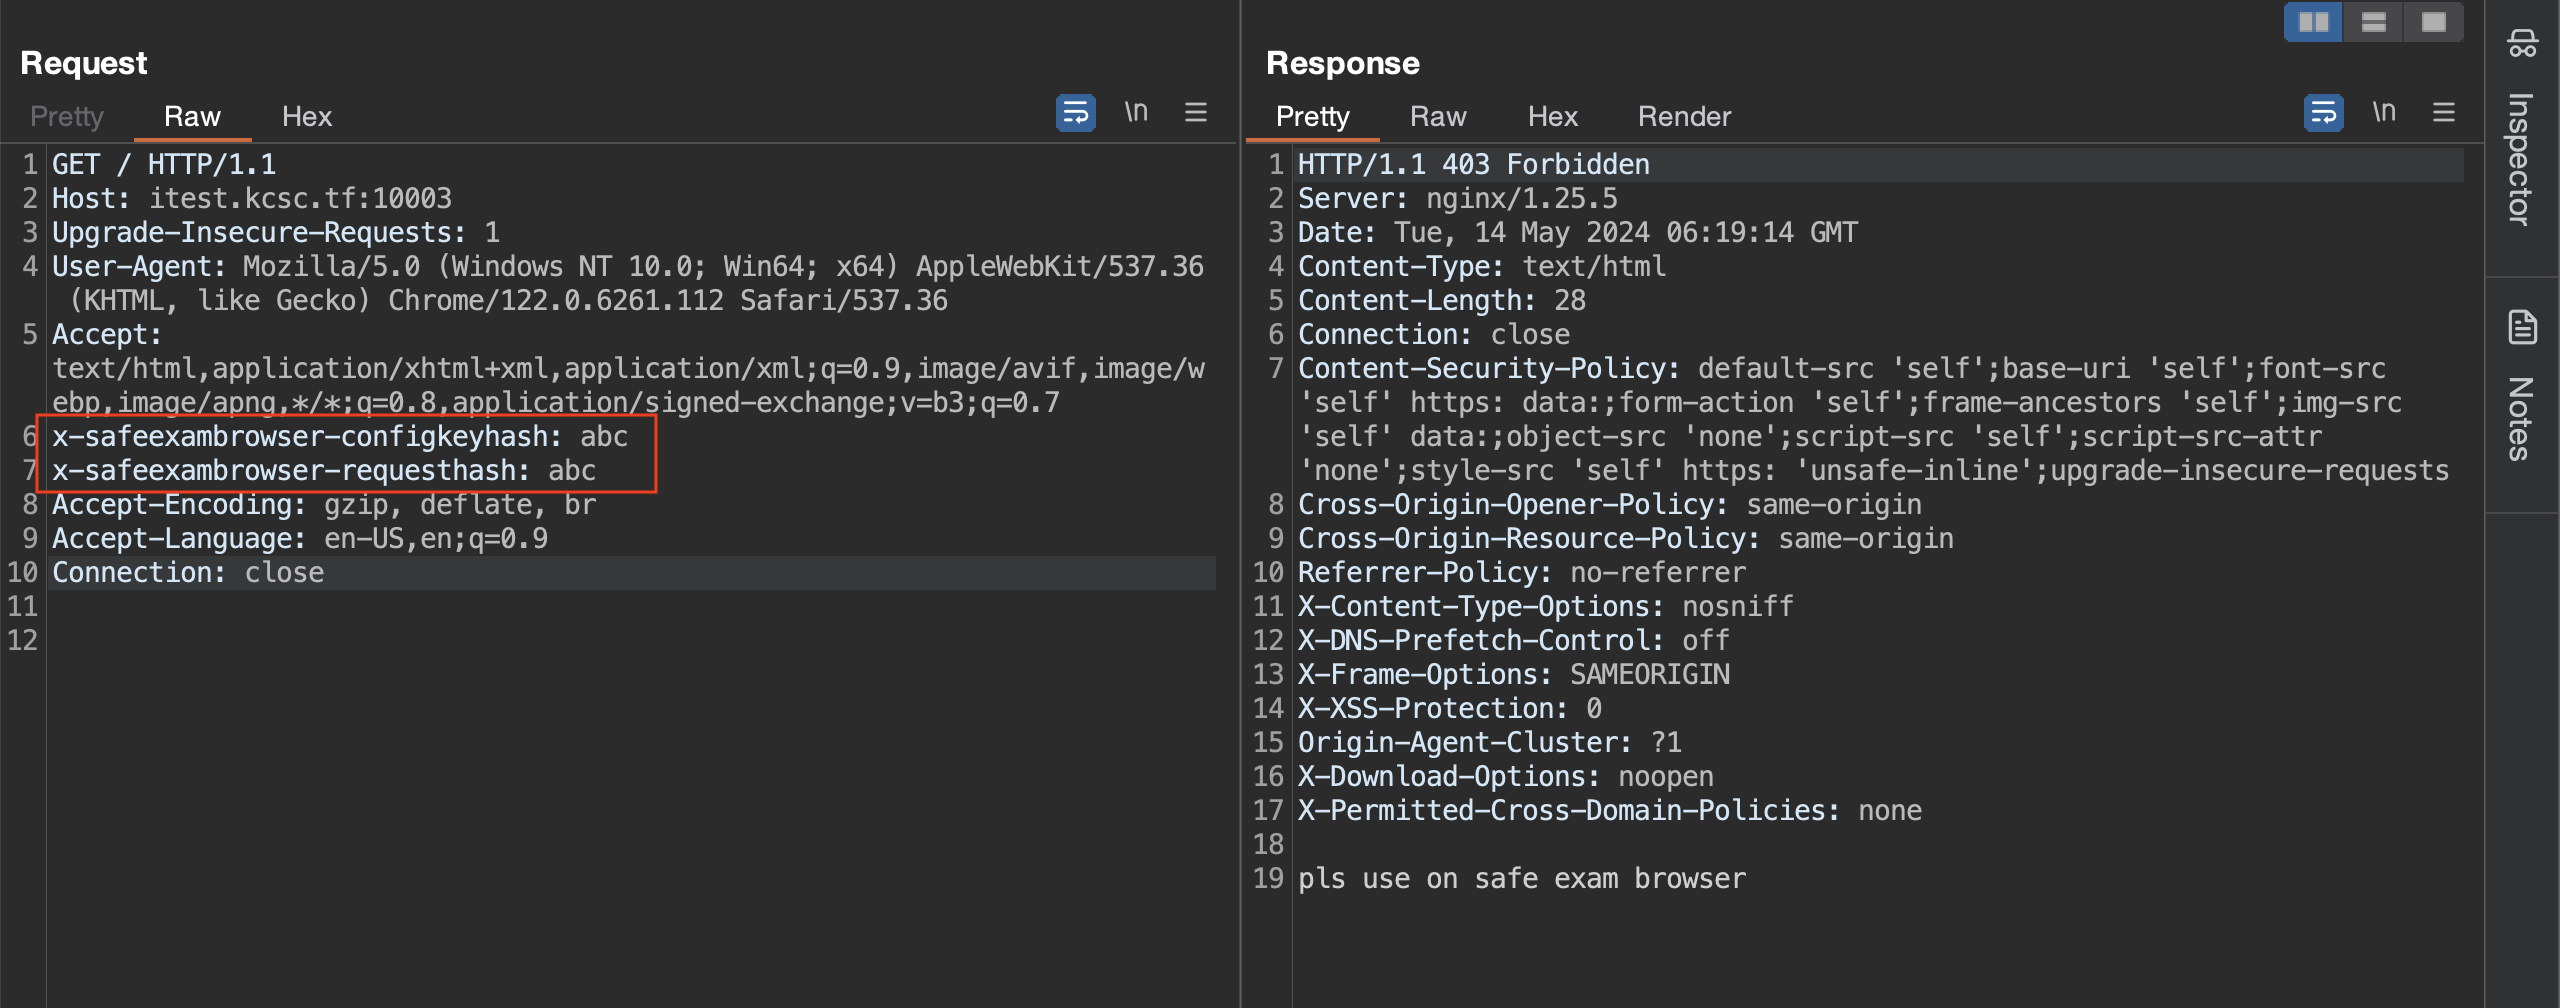 Request
Pretty Raw Hex \n
1 GET / HTTP/1.1
2 Host: itest.kcsc.tf:10003
3 Upgrade-Insecure-Requests: 1
4 User-Agent: Mozilla/5.0 (Windows NT 10.0; Win64; x64) AppleWebKit/537.36
(KHTML, like Gecko) Chrome/122.0.6261.112 Safari/537.36
5 Accept:
text/html,application/xhtml+xml,application/xml;q=0.9,image/avif,image/w
ebp,image/apng,*/*;q=0.8,application/signed-exchange;v=b3;q=0.7
6 x-safeexambrowser-configkeyhash: abc
7 x-safeexambrowser-requesthash: abc
8 Accept-Encoding: gzip, deflate, br
9 Accept-Language: en-US,en;q=0.9
10 Connection: close
11
12
Response
Pretty Raw Hex Render \n
1 HTTP/1.1 403 Forbidden
2 Server: nginx/1.25.5
3 Date: Tue, 14 May 2024 06:19:14 GMT
4 Content-Type: text/html
5 Content-Length: 28
6 Connection: close
7 Content-Security-Policy: default-src 'self';base-uri 'self';font-src
'self' https: data:;form-action 'self';frame-ancestors 'self';img-src
'self' data:;object-src 'none';script-src 'self';script-src-attr
'none';style-src 'self' https: 'unsafe-inline';upgrade-insecure-requests
8 Cross-Origin-Opener-Policy: same-origin
9 Cross-Origin-Resource-Policy: same-origin
10 Referrer-Policy: no-referrer
11 X-Content-Type-Options: nosniff
12 X-DNS-Prefetch-Control: off
13 X-Frame-Options: SAMEORIGIN
14 X-XSS-Protection: 0
15 Origin-Agent-Cluster: ?1
16 X-Download-Options: noopen
17 X-Permitted-Cross-Domain-Policies: none
18
19 pls use on safe exam browser
Inspector
Notes